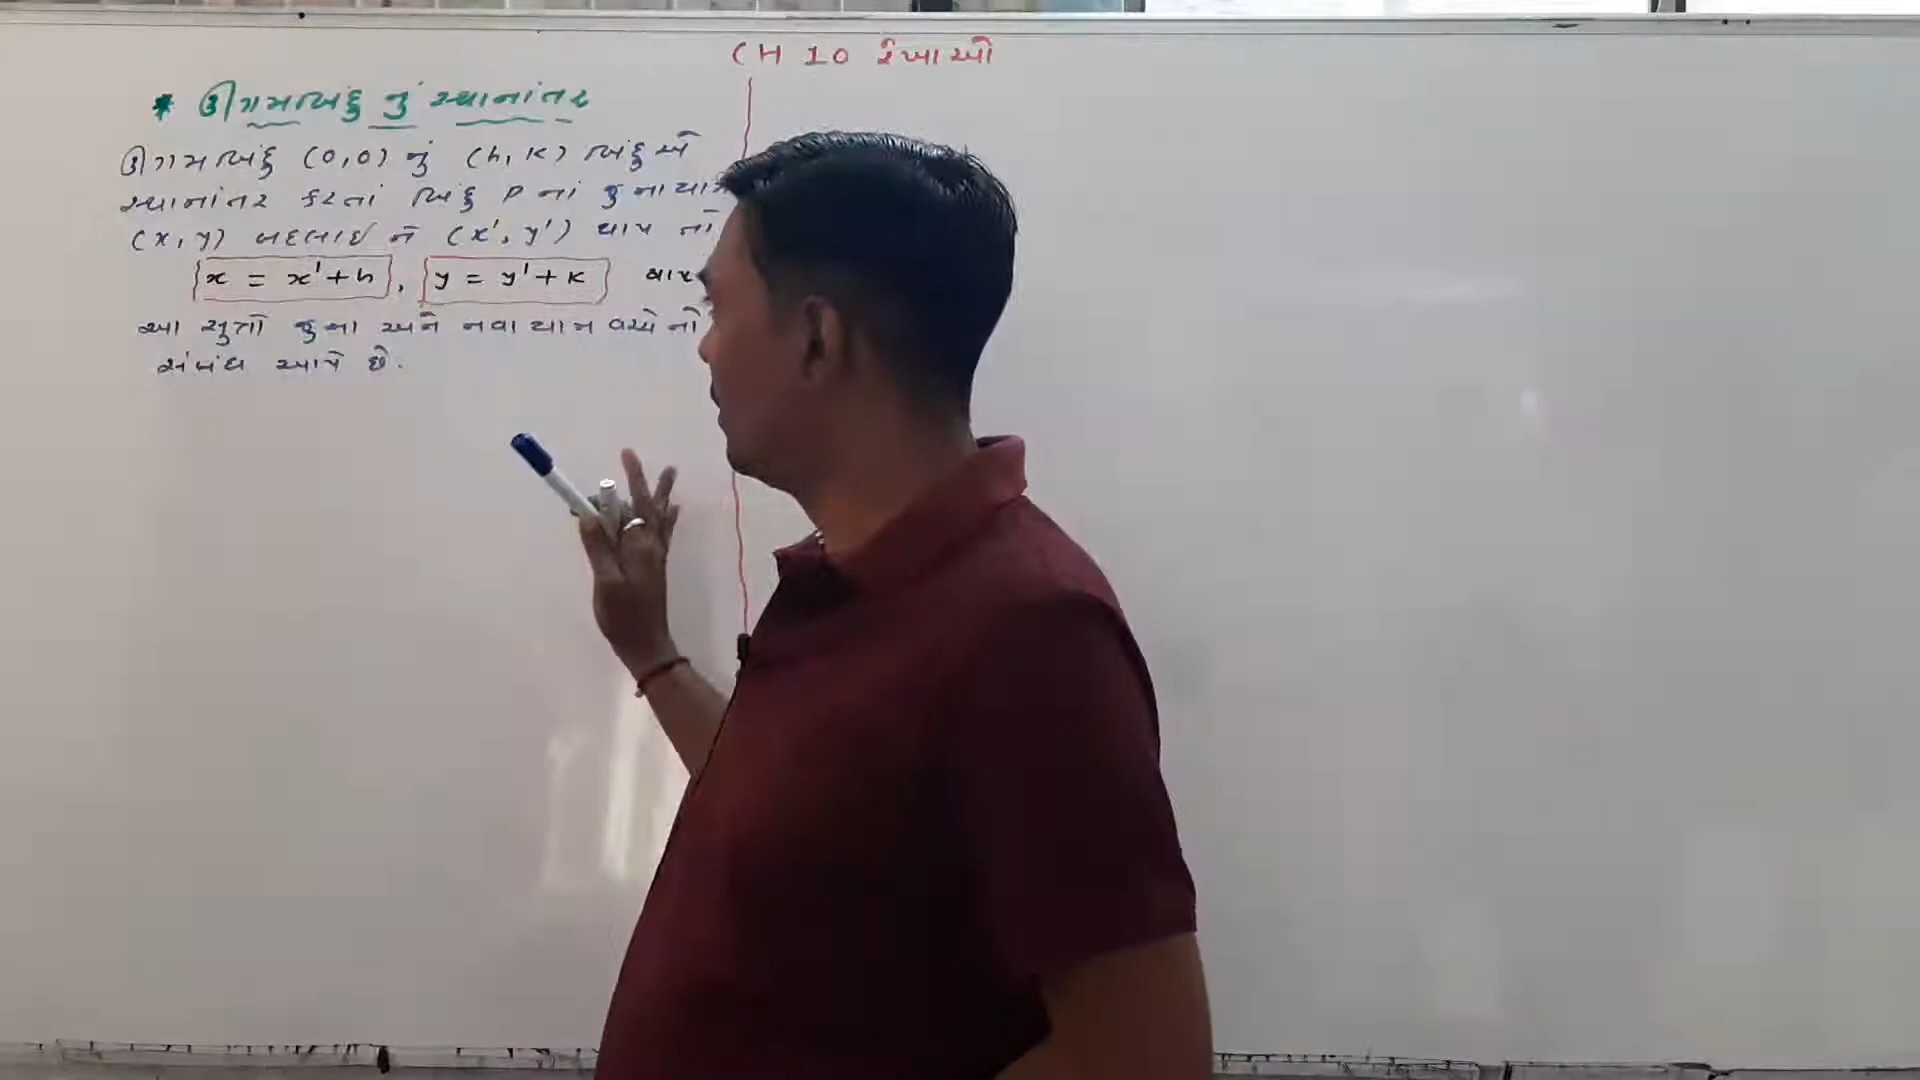 CH 10 રેખાઓ
* ઊગમબિંદુ નું સ્થાનાંતર
ઊગમબિંદુ (0,0) નું (h, k) બિંદુએ
સ્થાનાંતર કરતાં બિંદુ P નાં જુના યામ
(x, y) બદલાઈ ને (x', y') થાય તો
x = x' + h , y = y' + k થાય
આ સુત્રો જુના અને નવા યામ વચ્ચે નો
સંબંધ આપે છે.